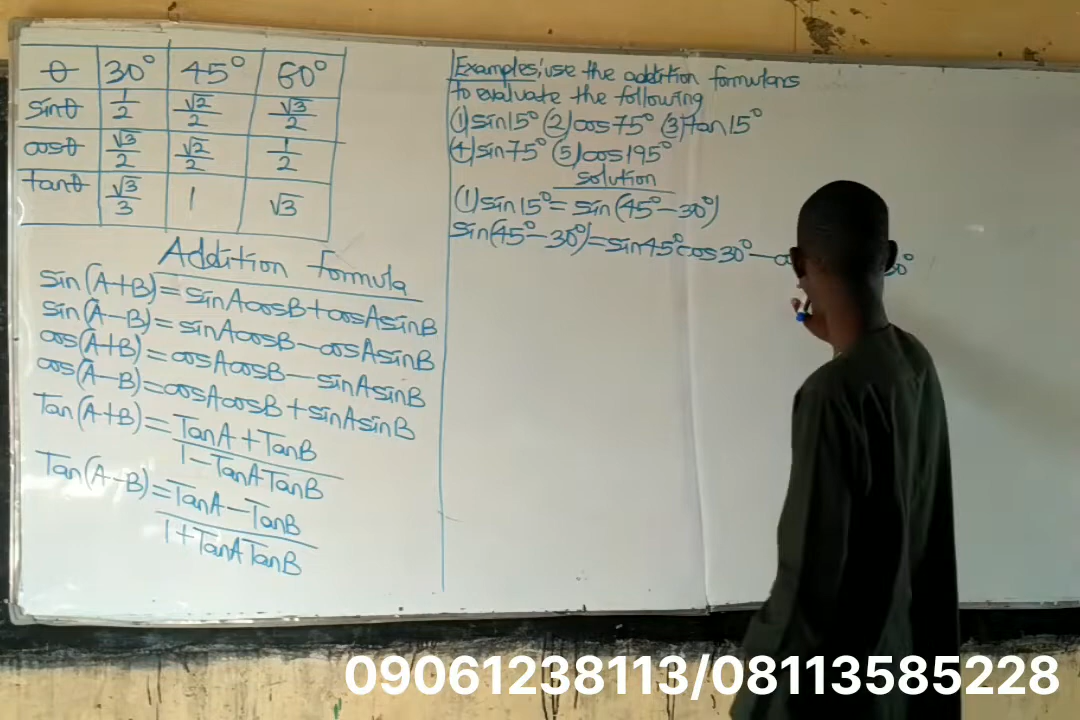 θ 30° 45° 60°
sinθ 1/2 √2/2 √3/2
cosθ √3/2 √2/2 1/2
tanθ √3/3 1 √3
Addition formula
sin(A+B)=sinAcosB+cosAsinB
sin(A-B)=sinAcosB-cosAsinB
cos(A+B)=cosAcosB-sinAsinB
cos(A-B)=cosAcosB+sinAsinB
Tan(A+B)=TanA+TanB
1-TanATanB
Tan(A-B)=TanA-TanB
1+TanATanB
Examples; use the addition formulars
to evaluate the following
(1) sin15° (2) cos75° (3) tan15°
(4) sin75° (5) cos195°
solution
(1) sin15°=sin(45°-30°)
sin(45°-30°)=sin45°cos30°- 30°
09061238113/08113585228